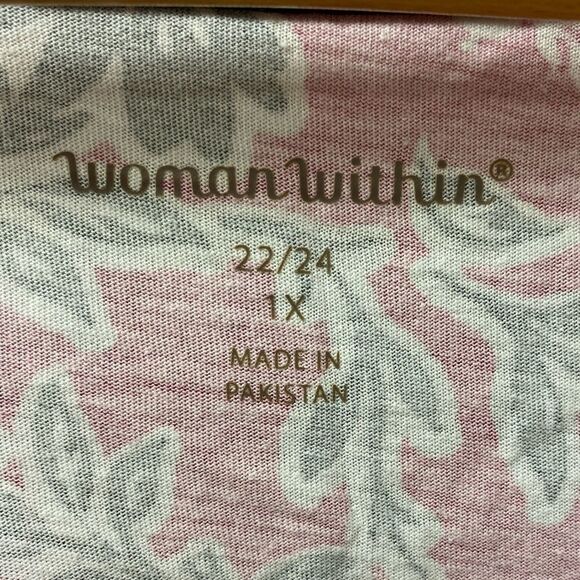 woman within®
22/24
1X
MADE IN
PAKISTAN